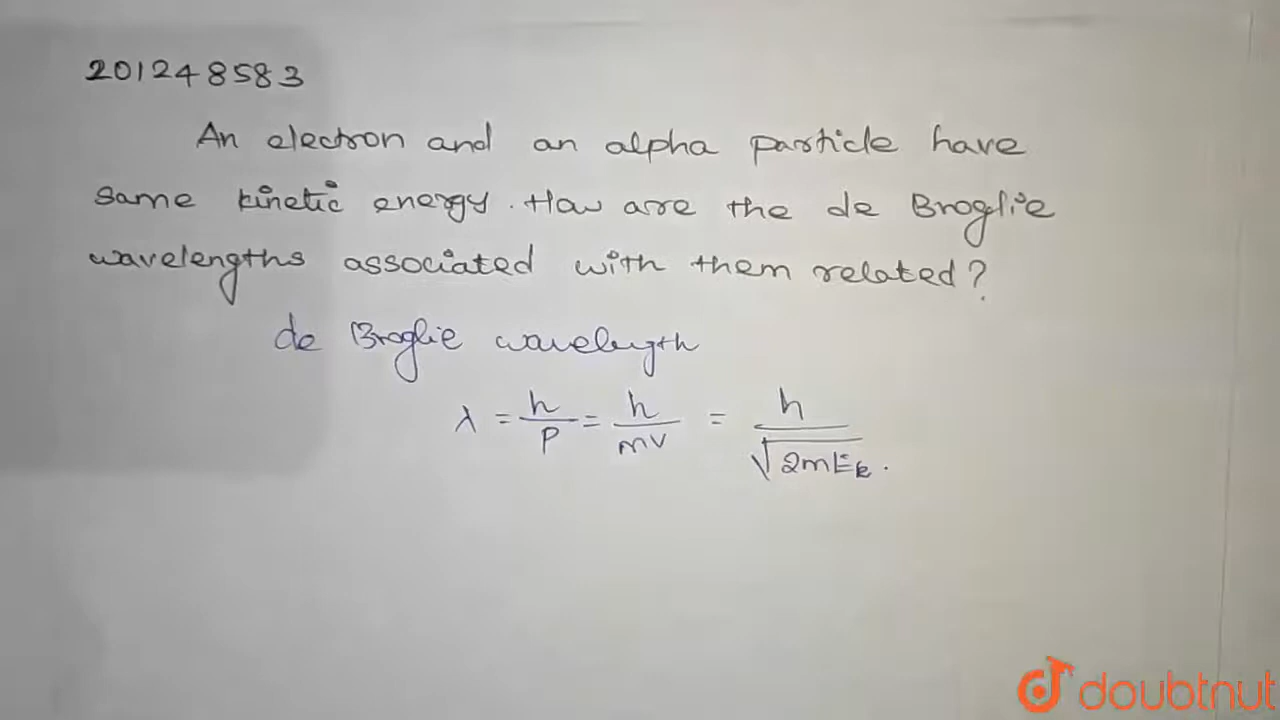 201248583
An electron and an alpha particle have
same kinetic energy. How are the de Broglie
wavelengths associated with them related?
de Broglie wavelength
λ = h/p = h/mv = h/√2mEk.
doubtnut